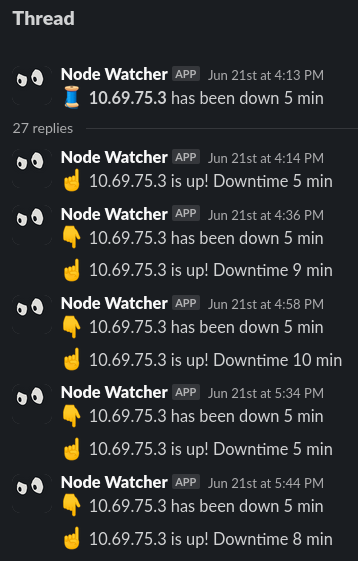 Thread
Node Watcher APP Jun 21st at 4:13 PM
10.69.75.3 has been down 5 min
27 replies
Node Watcher APP Jun 21st at 4:14 PM
10.69.75.3 is up! Downtime 5 min
Node Watcher APP Jun 21st at 4:36 PM
10.69.75.3 has been down 5 min
10.69.75.3 is up! Downtime 9 min
Node Watcher APP Jun 21st at 4:58 PM
10.69.75.3 has been down 5 min
10.69.75.3 is up! Downtime 10 min
Node Watcher APP Jun 21st at 5:34 PM
10.69.75.3 has been down 5 min
10.69.75.3 is up! Downtime 5 min
Node Watcher APP Jun 21st at 5:44 PM
10.69.75.3 has been down 5 min
10.69.75.3 is up! Downtime 8 min